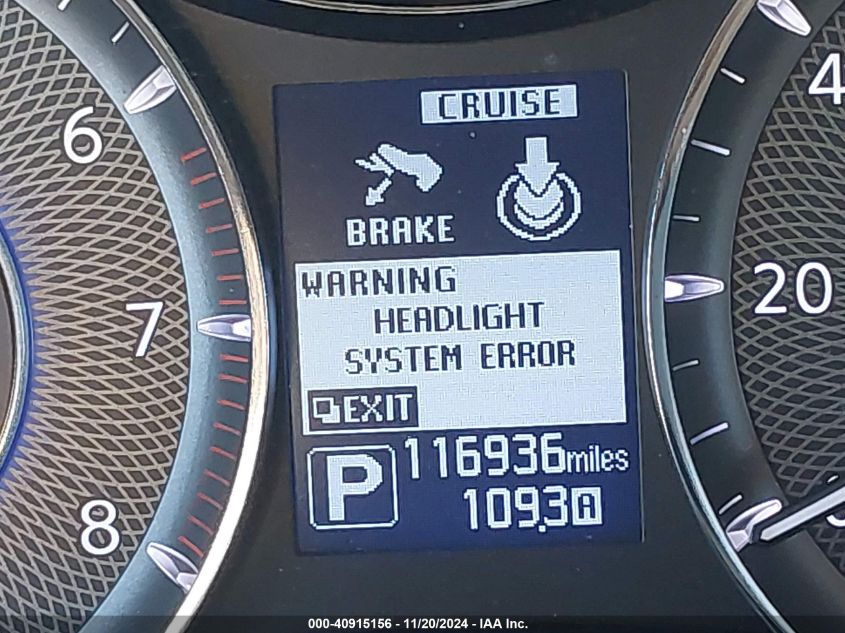 CRUISE
BRAKE
WARNING
HEADLIGHT
SYSTEM ERROR
EXIT
P
116936miles
109.3A
6
7
8
4
20
000-40915156 - 11/20/2024 - IAA Inc.